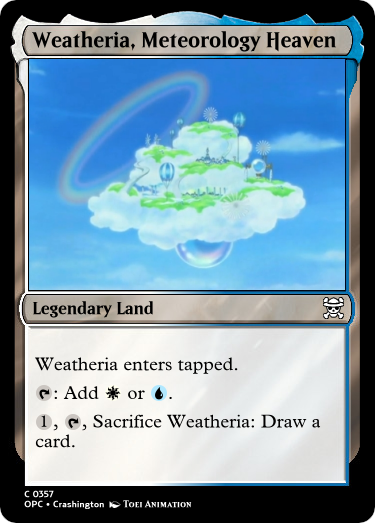 Weatheria, Meteorology Heaven
Legendary Land
Weatheria enters tapped.
: Add or .
1, , Sacrifice Weatheria: Draw a
card.
C 0357
OPC • Crashington TOEI ANIMATION